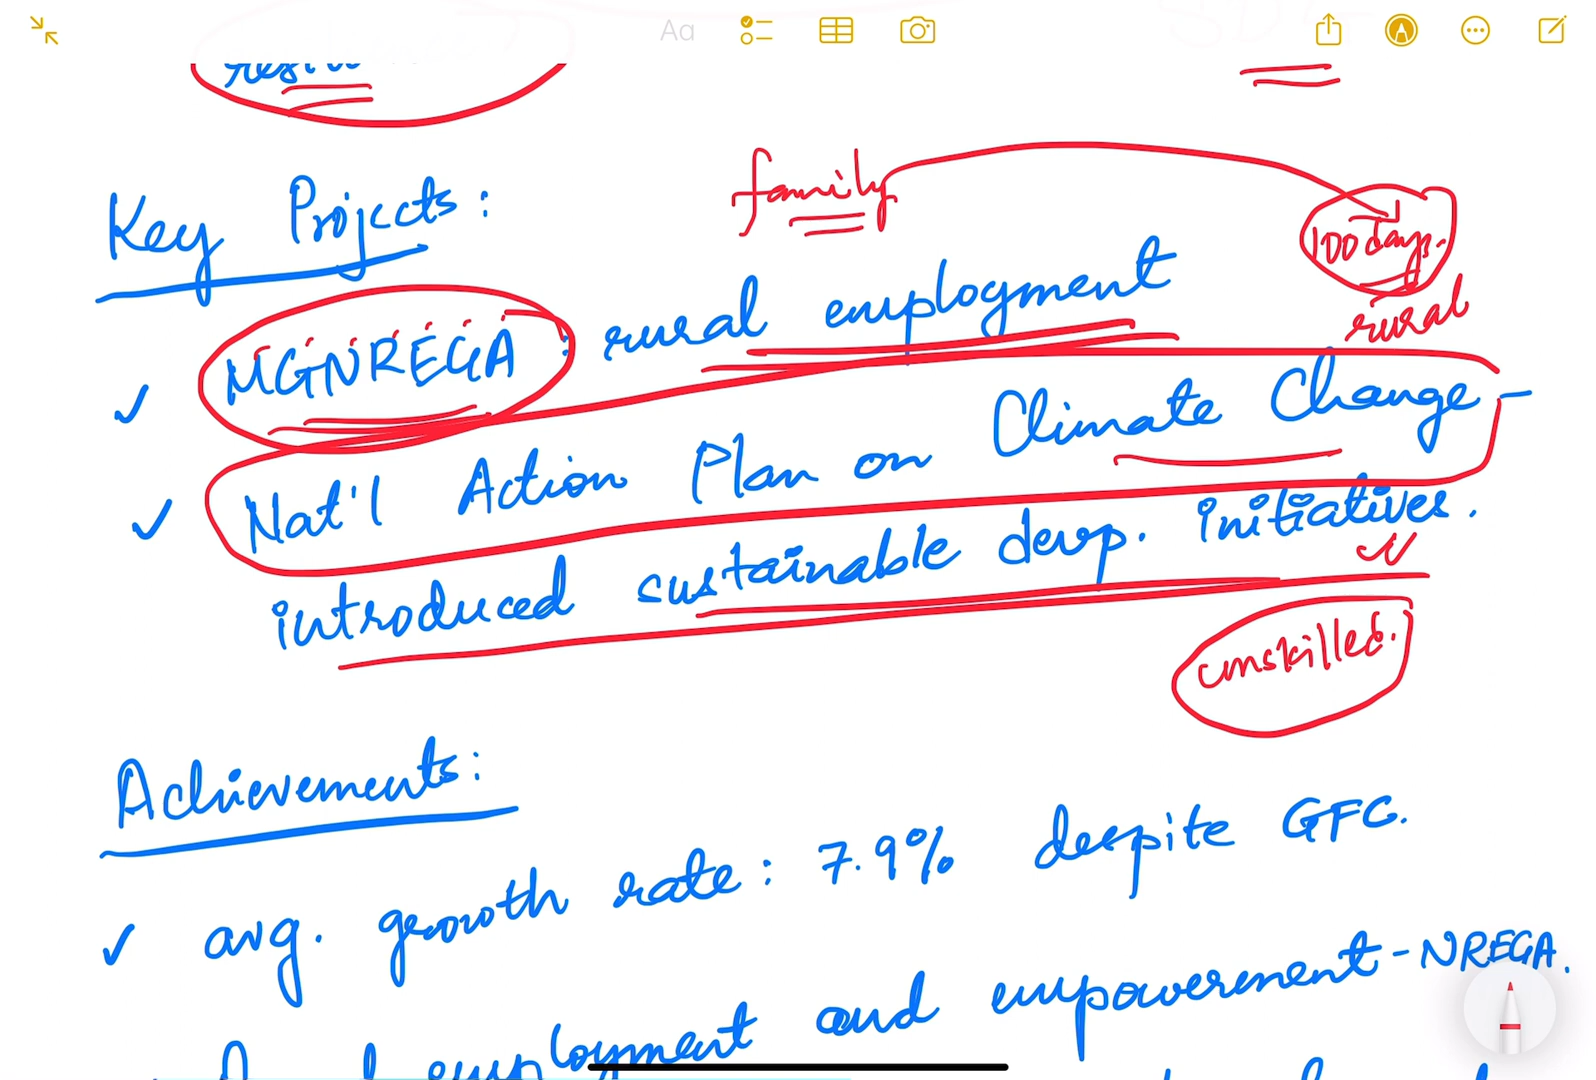 Aa
family
100 days.
Key Projects:
rural
MGNREGA : rural employment
Nat'l Action Plan on Climate Change -
introduced sustainable devp. initiatives.
unskilled.
Achievements:
avg. growth rate: 7.9% despite GFC.
employment and empowerment - NREGA.